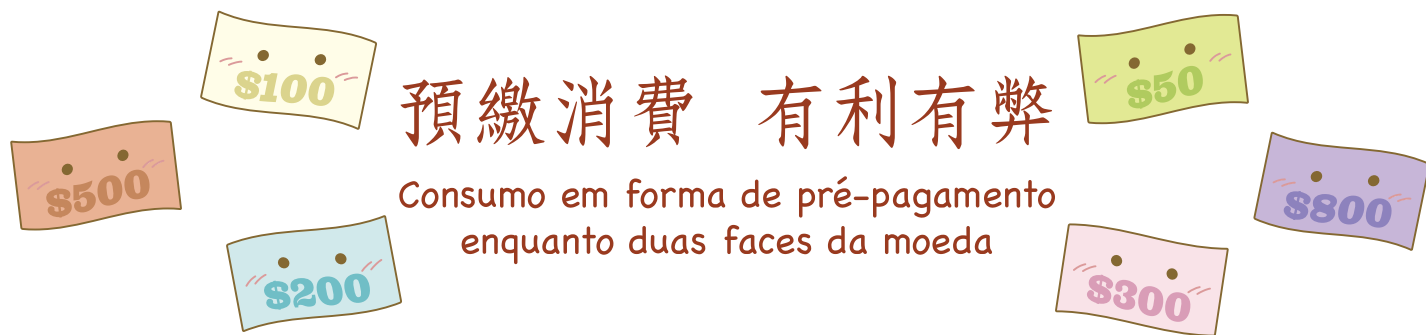 $100
$50
預繳消費 有利有弊
$500
$800
Consumo em forma de pré-pagamento
enquanto duas faces da moeda
$200
$300